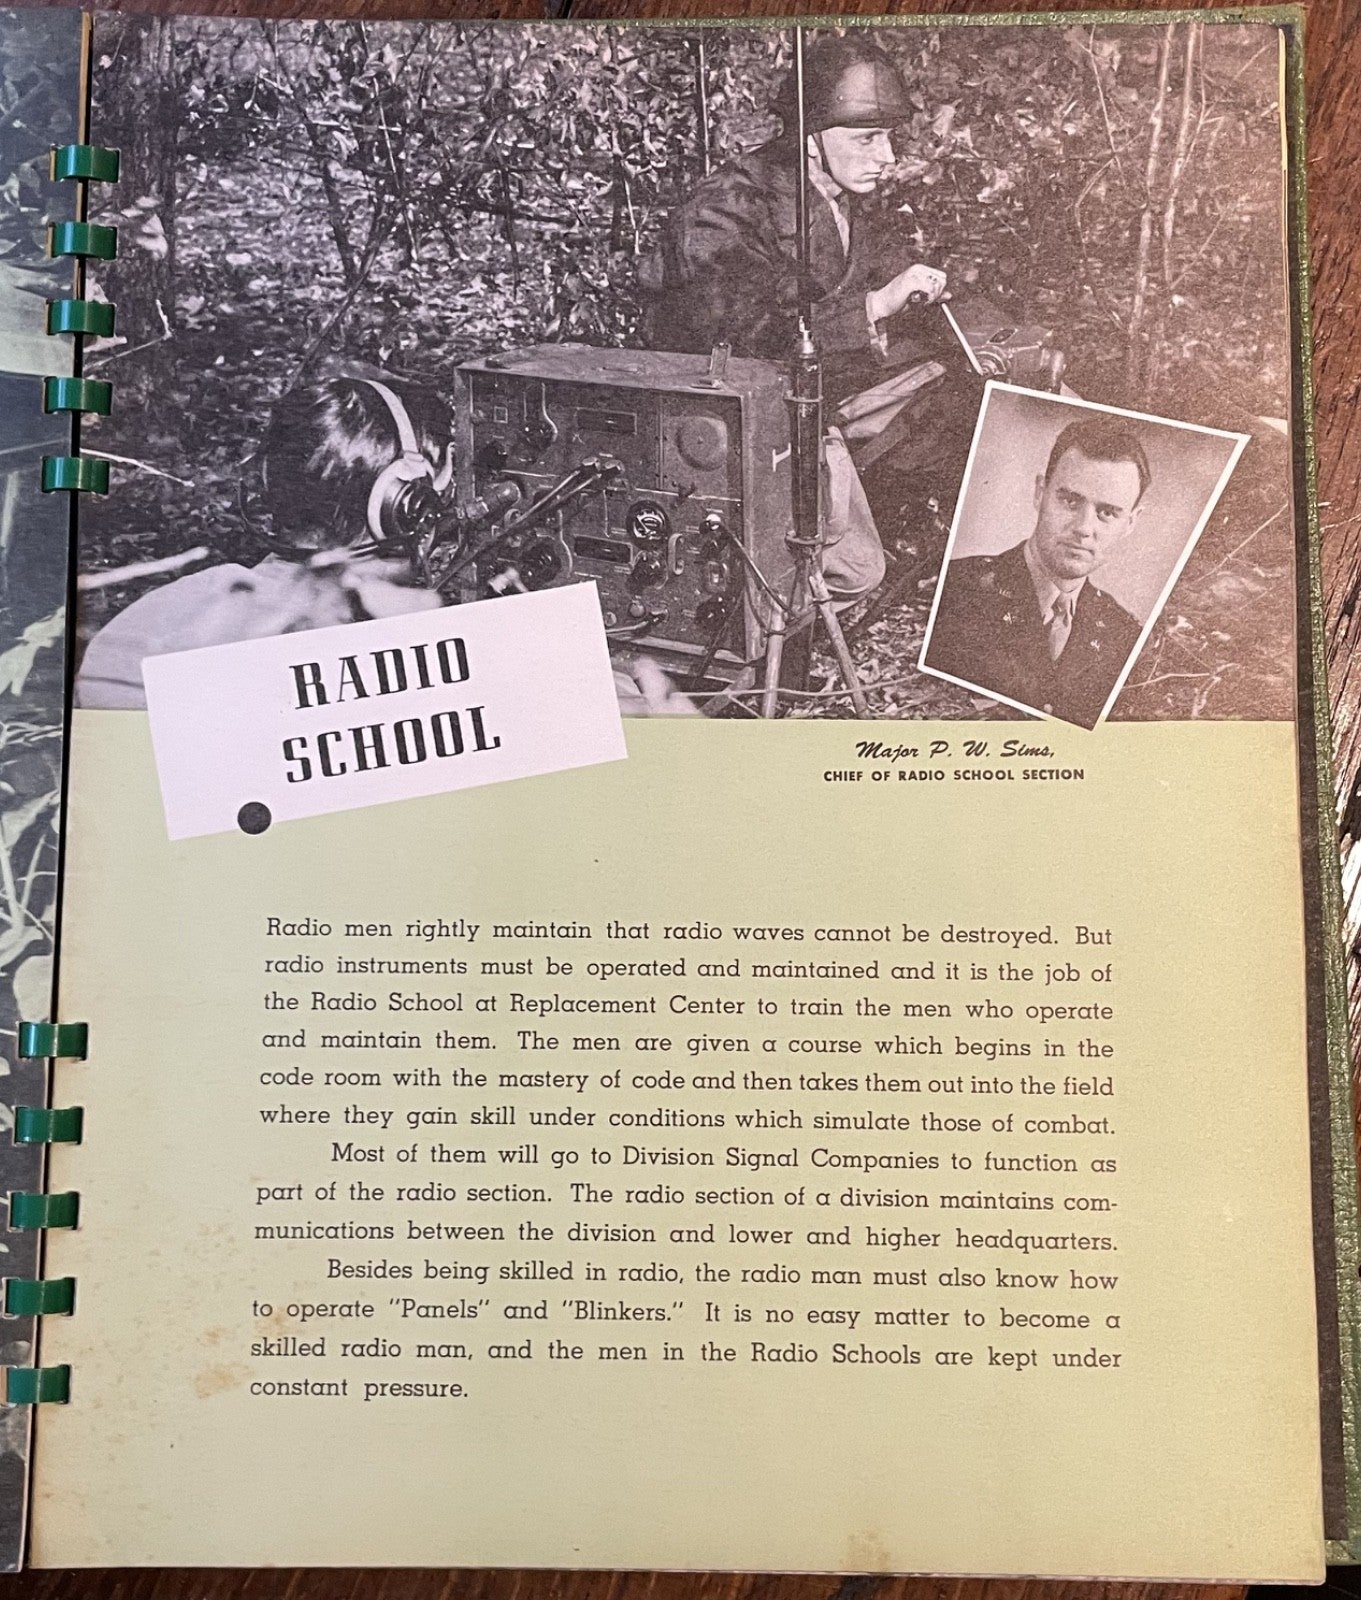 RADIO
SCHOOL
Major P. W. Sims,
CHIEF OF RADIO SCHOOL SECTION
Radio men rightly maintain that radio waves cannot be destroyed. But
radio instruments must be operated and maintained and it is the job of
the Radio School at Replacement Center to train the men who operate
and maintain them. The men are given a course which begins in the
code room with the mastery of code and then takes them out into the field
where they gain skill under conditions which simulate those of combat.
Most of them will go to Division Signal Companies to function as
part of the radio section. The radio section of a division maintains com-
munications between the division and lower and higher headquarters.
Besides being skilled in radio, the radio man must also know how
to operate "Panels" and "Blinkers." It is no easy matter to become a
skilled radio man, and the men in the Radio Schools are kept under
constant pressure.